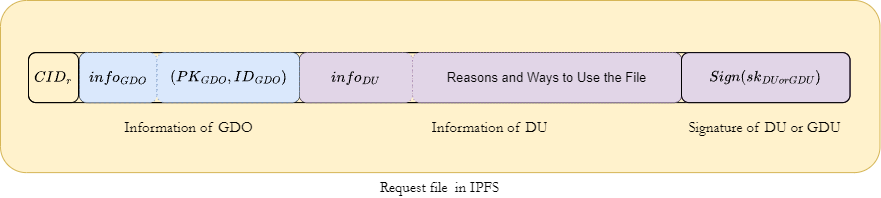 CID_r info_GDO (PK_GDO, ID_GDO) info_DU Reasons and Ways to Use the File Sign(sk_DUorGDU)
Information of GDO Information of DU Signature of DU or GDU
Request file in IPFS